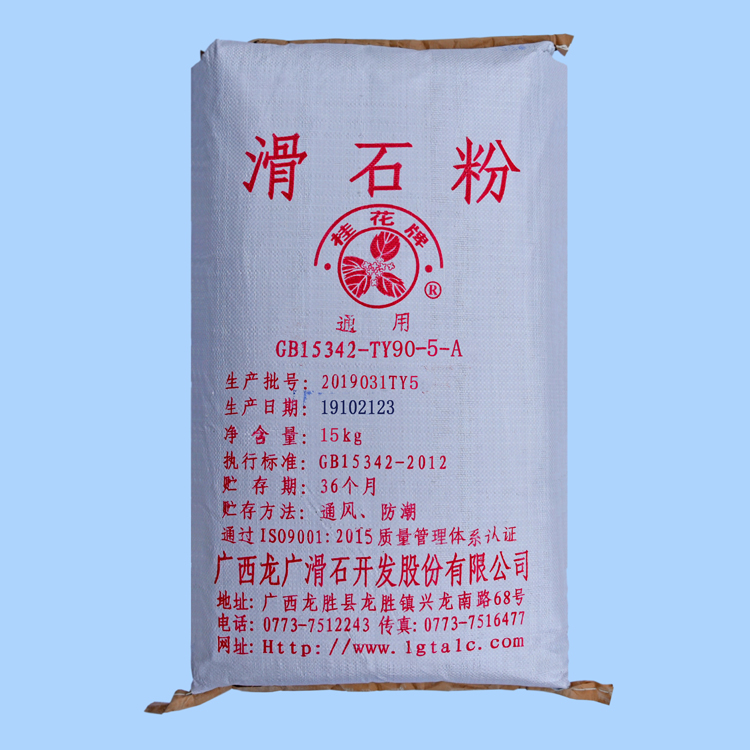 滑石粉
桂花牌
®
通用
GB15342-TY90-5-A
生产批号: 2019031TY5
生产日期: 19102123
净含量: 15kg
执行标准: GB15342-2012
贮存期: 36个月
贮存方法: 通风、防潮
通过ISO9001:2015质量管理体系认证
广西龙广滑石开发股份有限公司
地址: 广西龙胜县龙胜镇兴龙南路68号
电话: 0773-7512243 传真: 0773-7516477
网址: Http://www.lgtalc.com